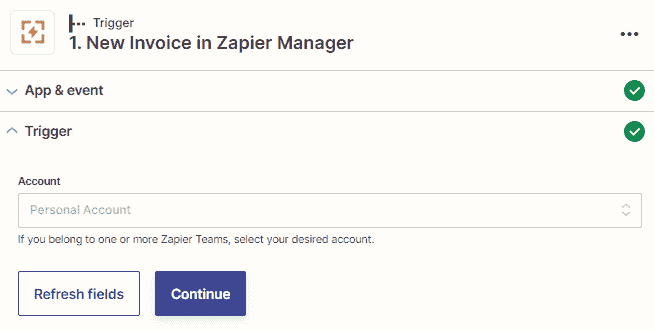 Trigger
1. New Invoice in Zapier Manager
App & event
Trigger
Account
Personal Account
If you belong to one or more Zapier Teams, select your desired account.
Refresh fields
Continue